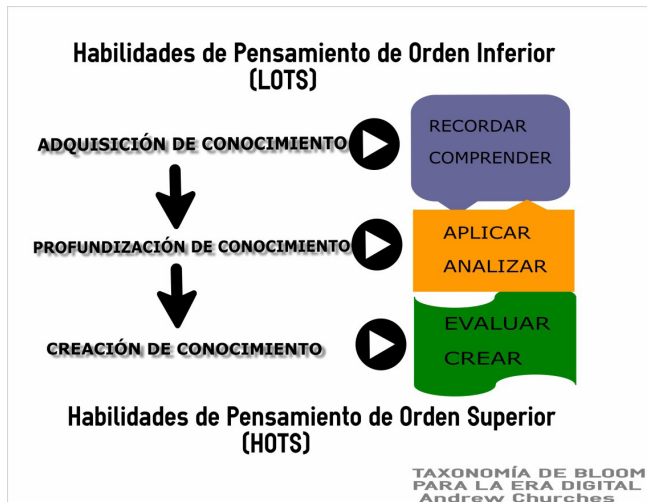 Habilidades de Pensamiento de Orden Inferior
(LOTS)
ADQUISICIÓN DE CONOCIMIENTO
RECORDAR
COMPRENDER
PROFUNDIZACIÓN DE CONOCIMIENTO
APLICAR
ANALIZAR
CREACIÓN DE CONOCIMIENTO
EVALUAR
CREAR
Habilidades de Pensamiento de Orden Superior
(HOTS)
TAXONOMÍA DE BLOOM
PARA LA ERA DIGITAL
Andrew Churches